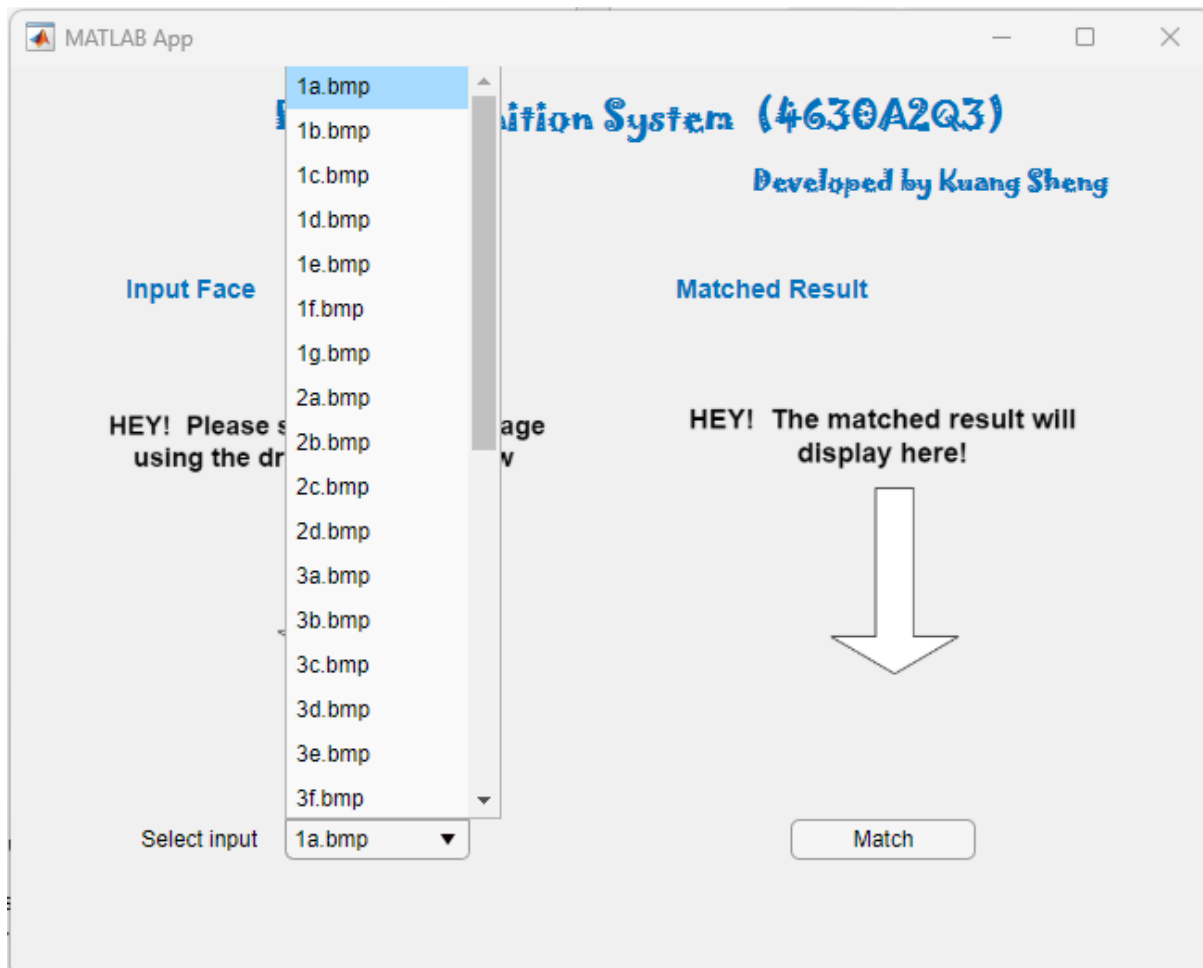 MATLAB App
ition System (4630A2Q3)
Developed by Kuang Sheng
Input Face
Matched Result
HEY! Please s
age
using the dr
w
HEY! The matched result will
display here!
1a.bmp
1b.bmp
1c.bmp
1d.bmp
1e.bmp
1f.bmp
1g.bmp
2a.bmp
2b.bmp
2c.bmp
2d.bmp
3a.bmp
3b.bmp
3c.bmp
3d.bmp
3e.bmp
3f.bmp
Select input
1a.bmp
Match